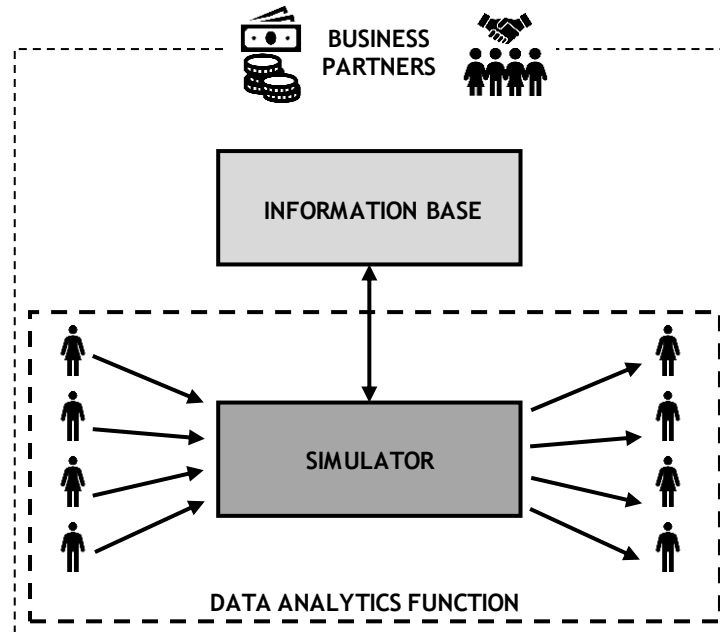 BUSINESS
PARTNERS
INFORMATION BASE
SIMULATOR
DATA ANALYTICS FUNCTION